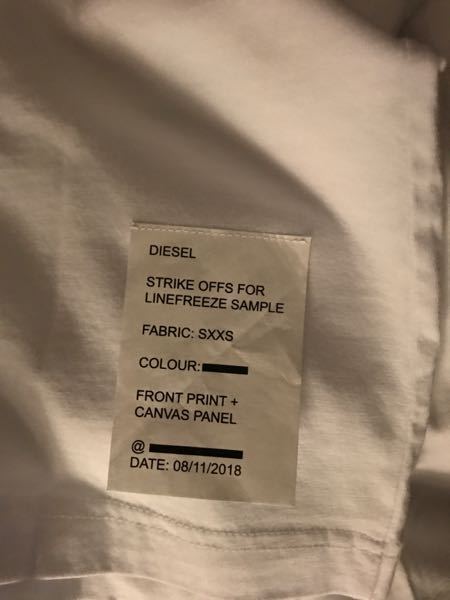 DIESEL
STRIKE OFFS FOR
LINEFREEZE SAMPLE
FABRIC: SXXS
COLOUR:
FRONT PRINT +
CANVAS PANEL
@
DATE: 08/11/2018